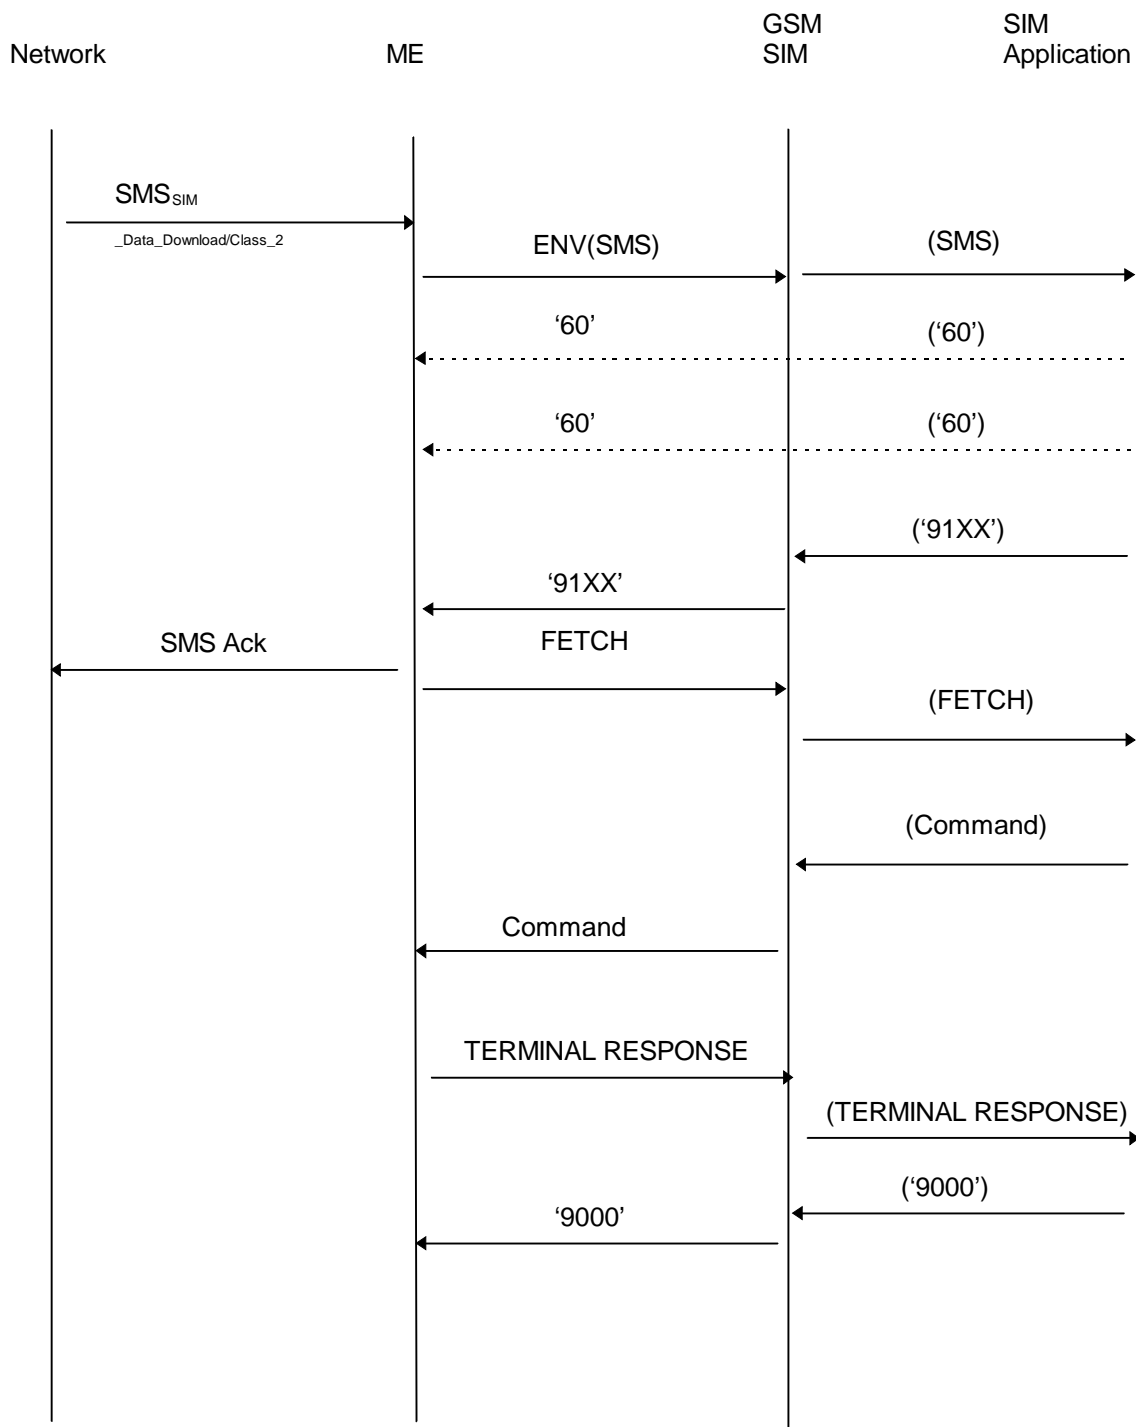 GSM SIM
Network ME SIM Application
SMSSIM
_Data_Download/Class_2
ENV(SMS) (SMS)
‘60’ (‘60’)
‘60’ (‘60’)
(‘91XX’)
‘91XX’
SMS Ack FETCH
(FETCH)
(Command)
Command
TERMINAL RESPONSE
(TERMINAL RESPONSE)
(‘9000’)
‘9000’